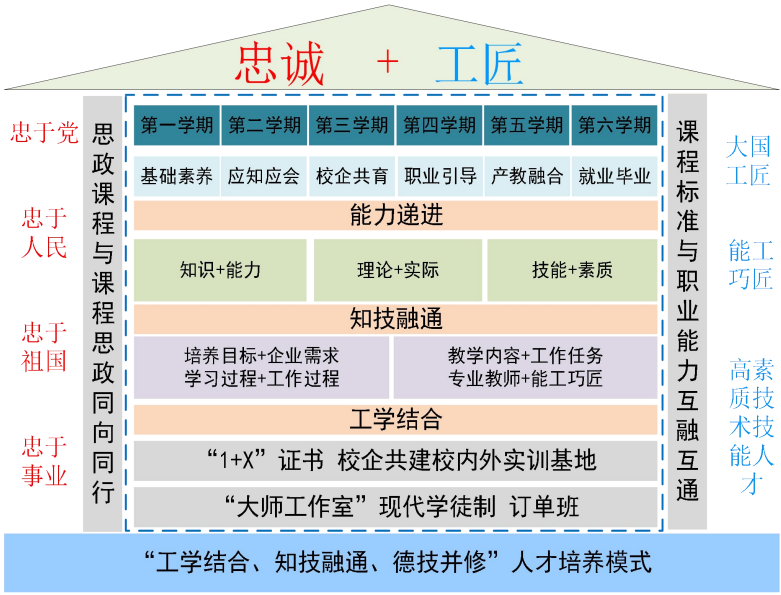 忠诚 + 工匠
忠于党
忠于
人民
忠于
祖国
忠于
事业
思政课程与课程思政同向同行
第一学期 第二学期 第三学期 第四学期 第五学期 第六学期
基础素养 应知应会 校企共育 职业引导 产教融合 就业毕业
能力递进
知识+能力 理论+实际 技能+素质
知技融通
培养目标+企业需求
学习过程+工作过程
教学内容+工作任务
专业教师+能工巧匠
工学结合
“1+X”证书 校企共建校内外实训基地
“大师工作室”现代学徒制 订单班
课程标准与职业能力互融互通
大国
工匠
能工
巧匠
高素
质技
术技
能人
才
“工学结合、知技融通、德技并修”人才培养模式